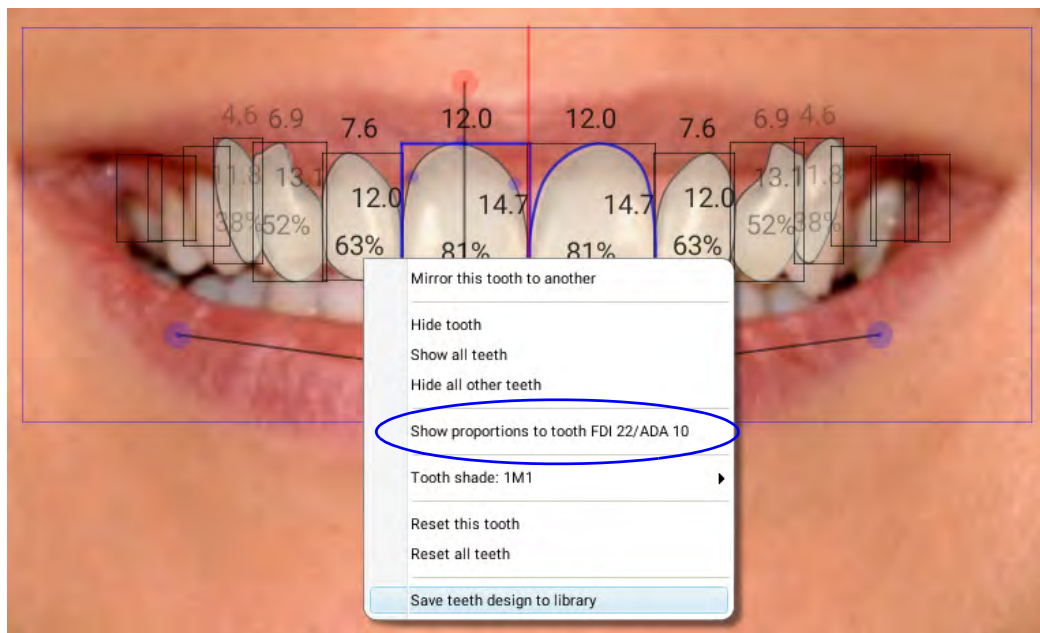 4.6 6.9 7.6 12.0 12.0 7.6 6.9 4.6
11.8 13.1 12.0 14.7 14.7 12.0 13.1 11.8
38% 52% 63% 81% 81% 63% 52% 38%
Mirror this tooth to another
Hide tooth
Show all teeth
Hide all other teeth
Show proportions to tooth FDI 22/ADA 10
Tooth shade: 1M1
Reset this tooth
Reset all teeth
Save teeth design to library